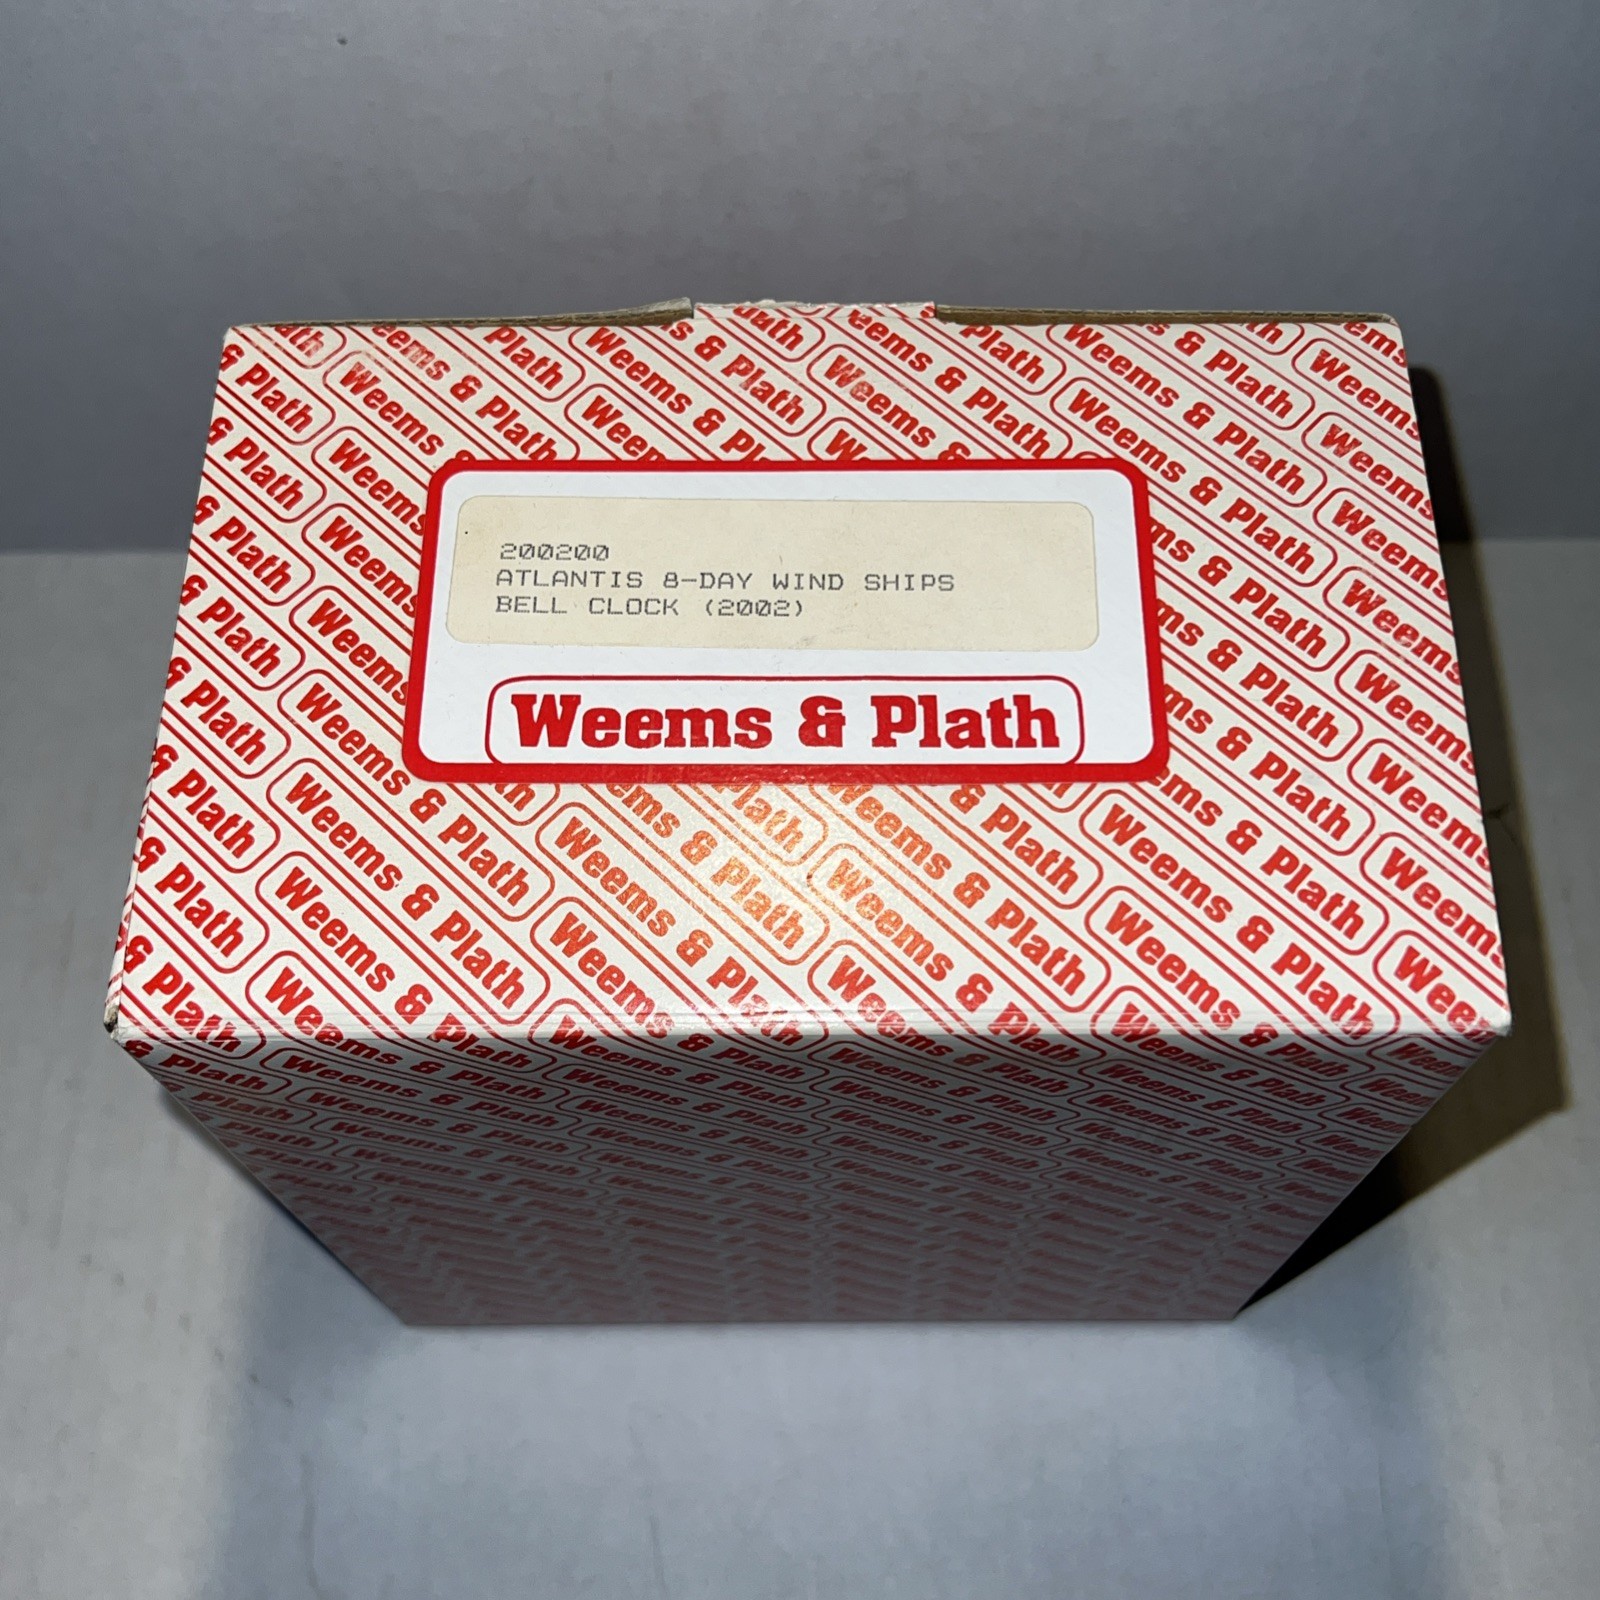 200200
ATLANTIS 8-DAY WIND SHIPS
BELL CLOCK (2002)
Weems & Plath